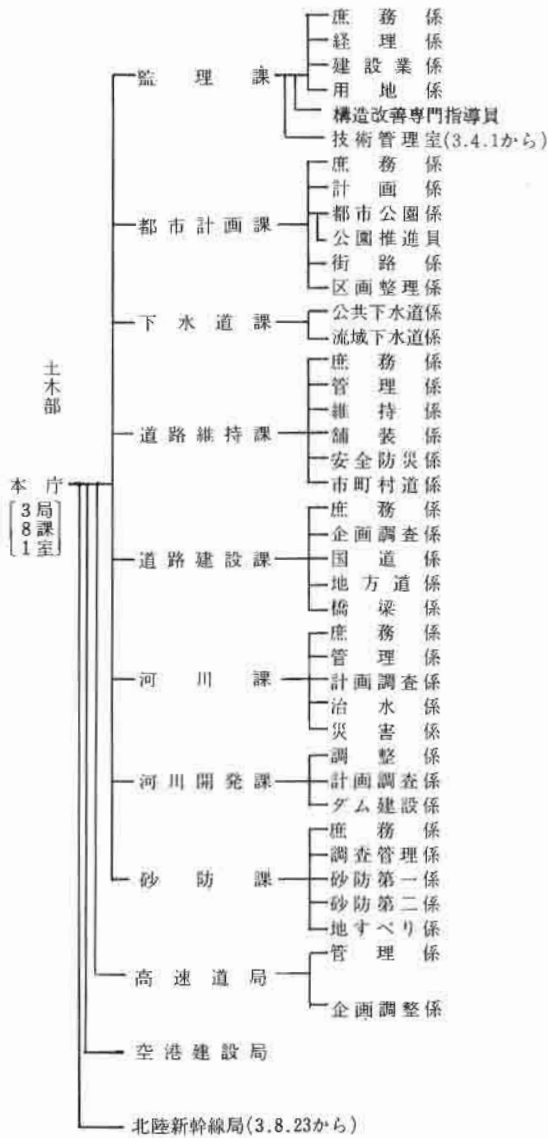 庶務係
経理係
監理課
建設業係
用地係
構造改善専門指導員
技術管理室(3.4.1から)
庶務係
計画係
都市計画課
都市公園係
公園推進員
街路係
区画整理係
下水道課
公共下水道係
流域下水道係
土木部
庶務係
管理係
維持係
道路維持課
舗装係
安全防災係
市町村道係
本庁
3局
8課
1室
庶務係
企画調査係
道路建設課
国道係
地方道係
橋梁係
庶務係
管理係
河川課
計画調査係
治水係
災害係
調整係
河川開発課
計画調査係
ダム建設係
庶務係
調査管理係
砂防課
砂防第一係
砂防第二係
地すべり係
管理係
高速道局
企画調整係
空港建設局
北陸新幹線局(3.8.23から)